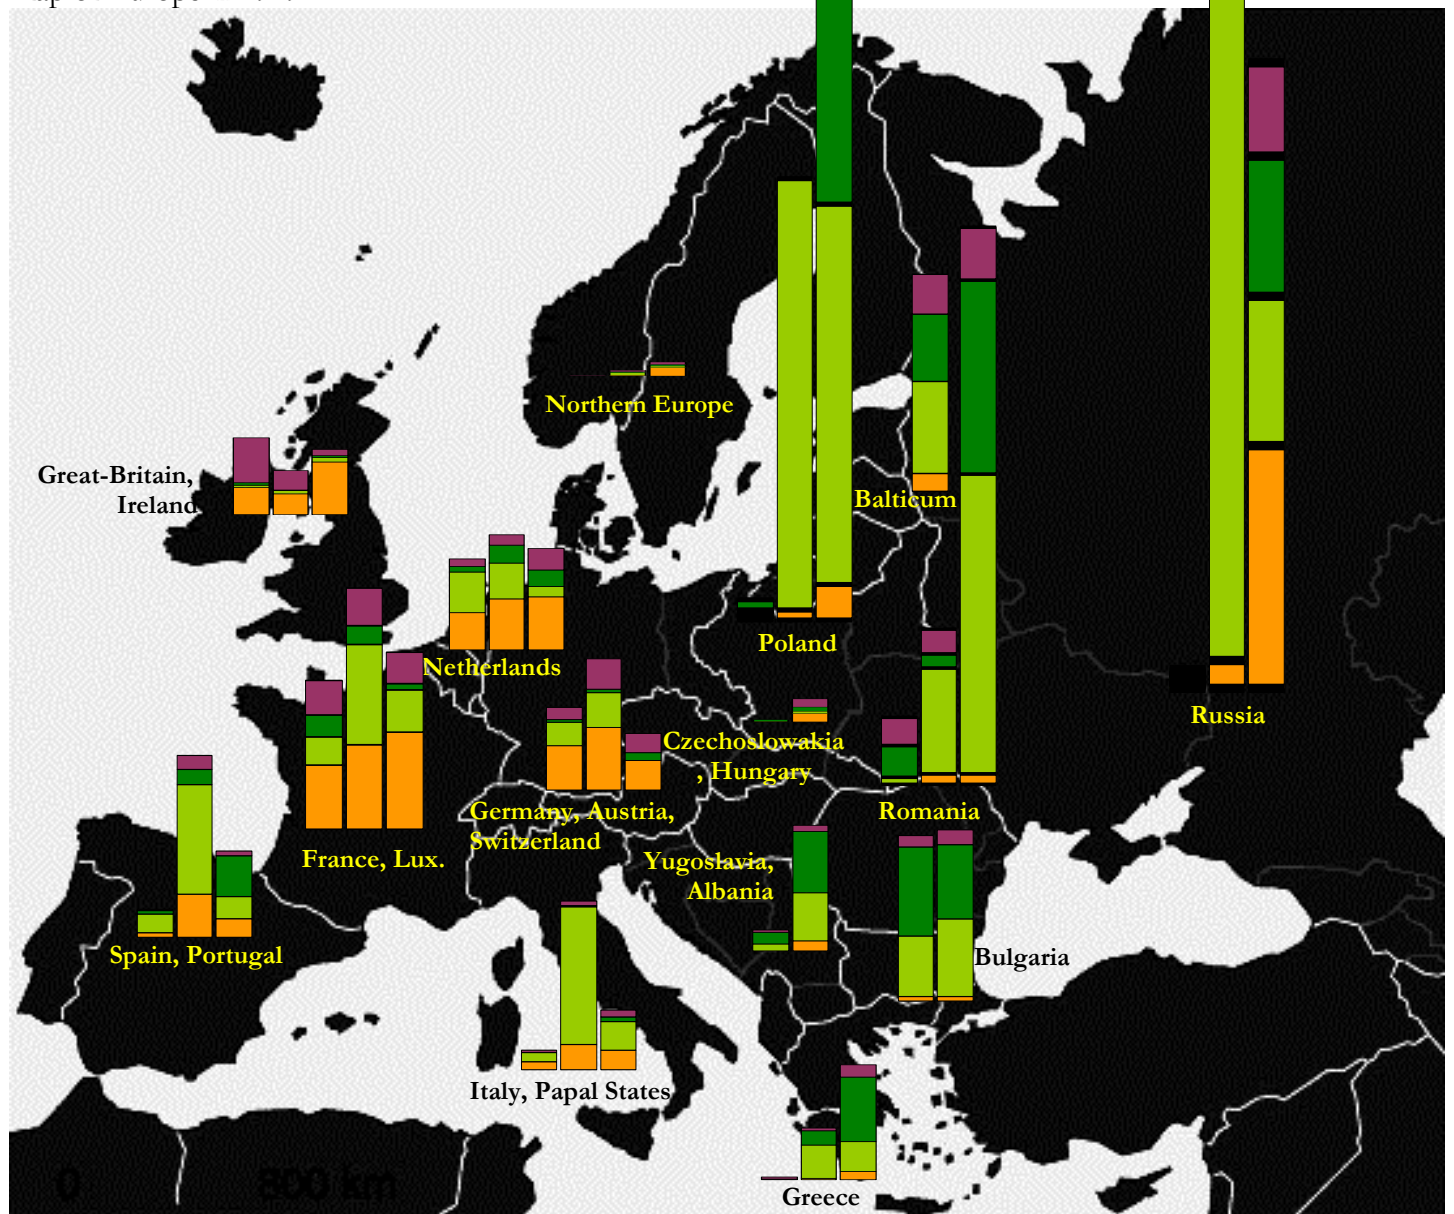 Northern Europe
Great-Britain,
Ireland
Balticum
Poland
Netherlands
Russia
Czechoslowakia
, Hungary
Germany, Austria,
Switzerland
Romania
France, Lux.
Yugoslavia,
Albania
Spain, Portugal
Bulgaria
Italy, Papal States
0 800 km
Greece